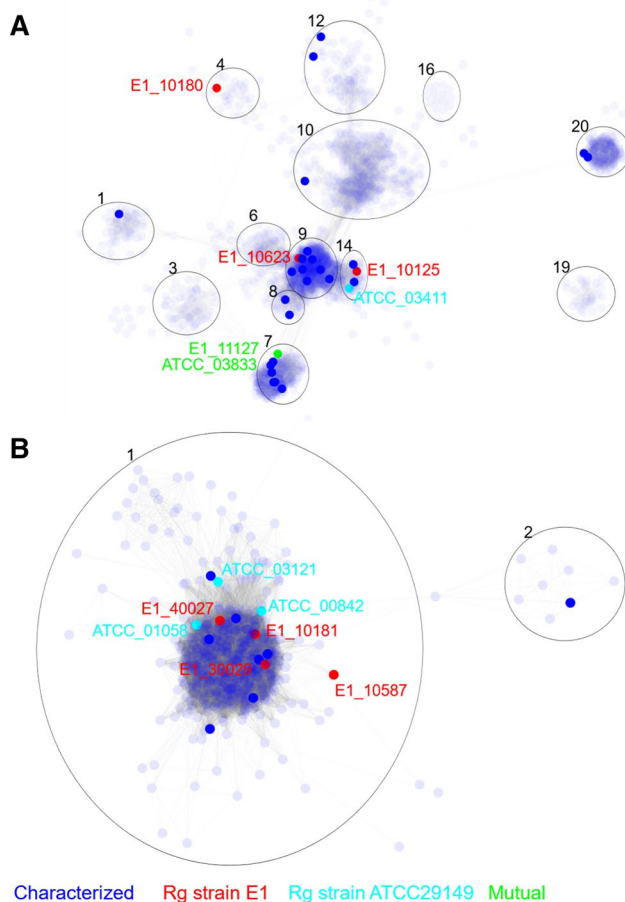 A
12
4
16
E1_10180
10
20
1
6
9
14
E1_10623
E1_10125
3
8
ATCC_03411
19
E1_11127
7
ATCC_03833
B
1
2
ATCC_03121
E1_40027
ATCC_00842
ATCC_01058
E1_10181
E1_30029
E1_10587
Characterized Rg strain E1 Rg strain ATCC29149 Mutual